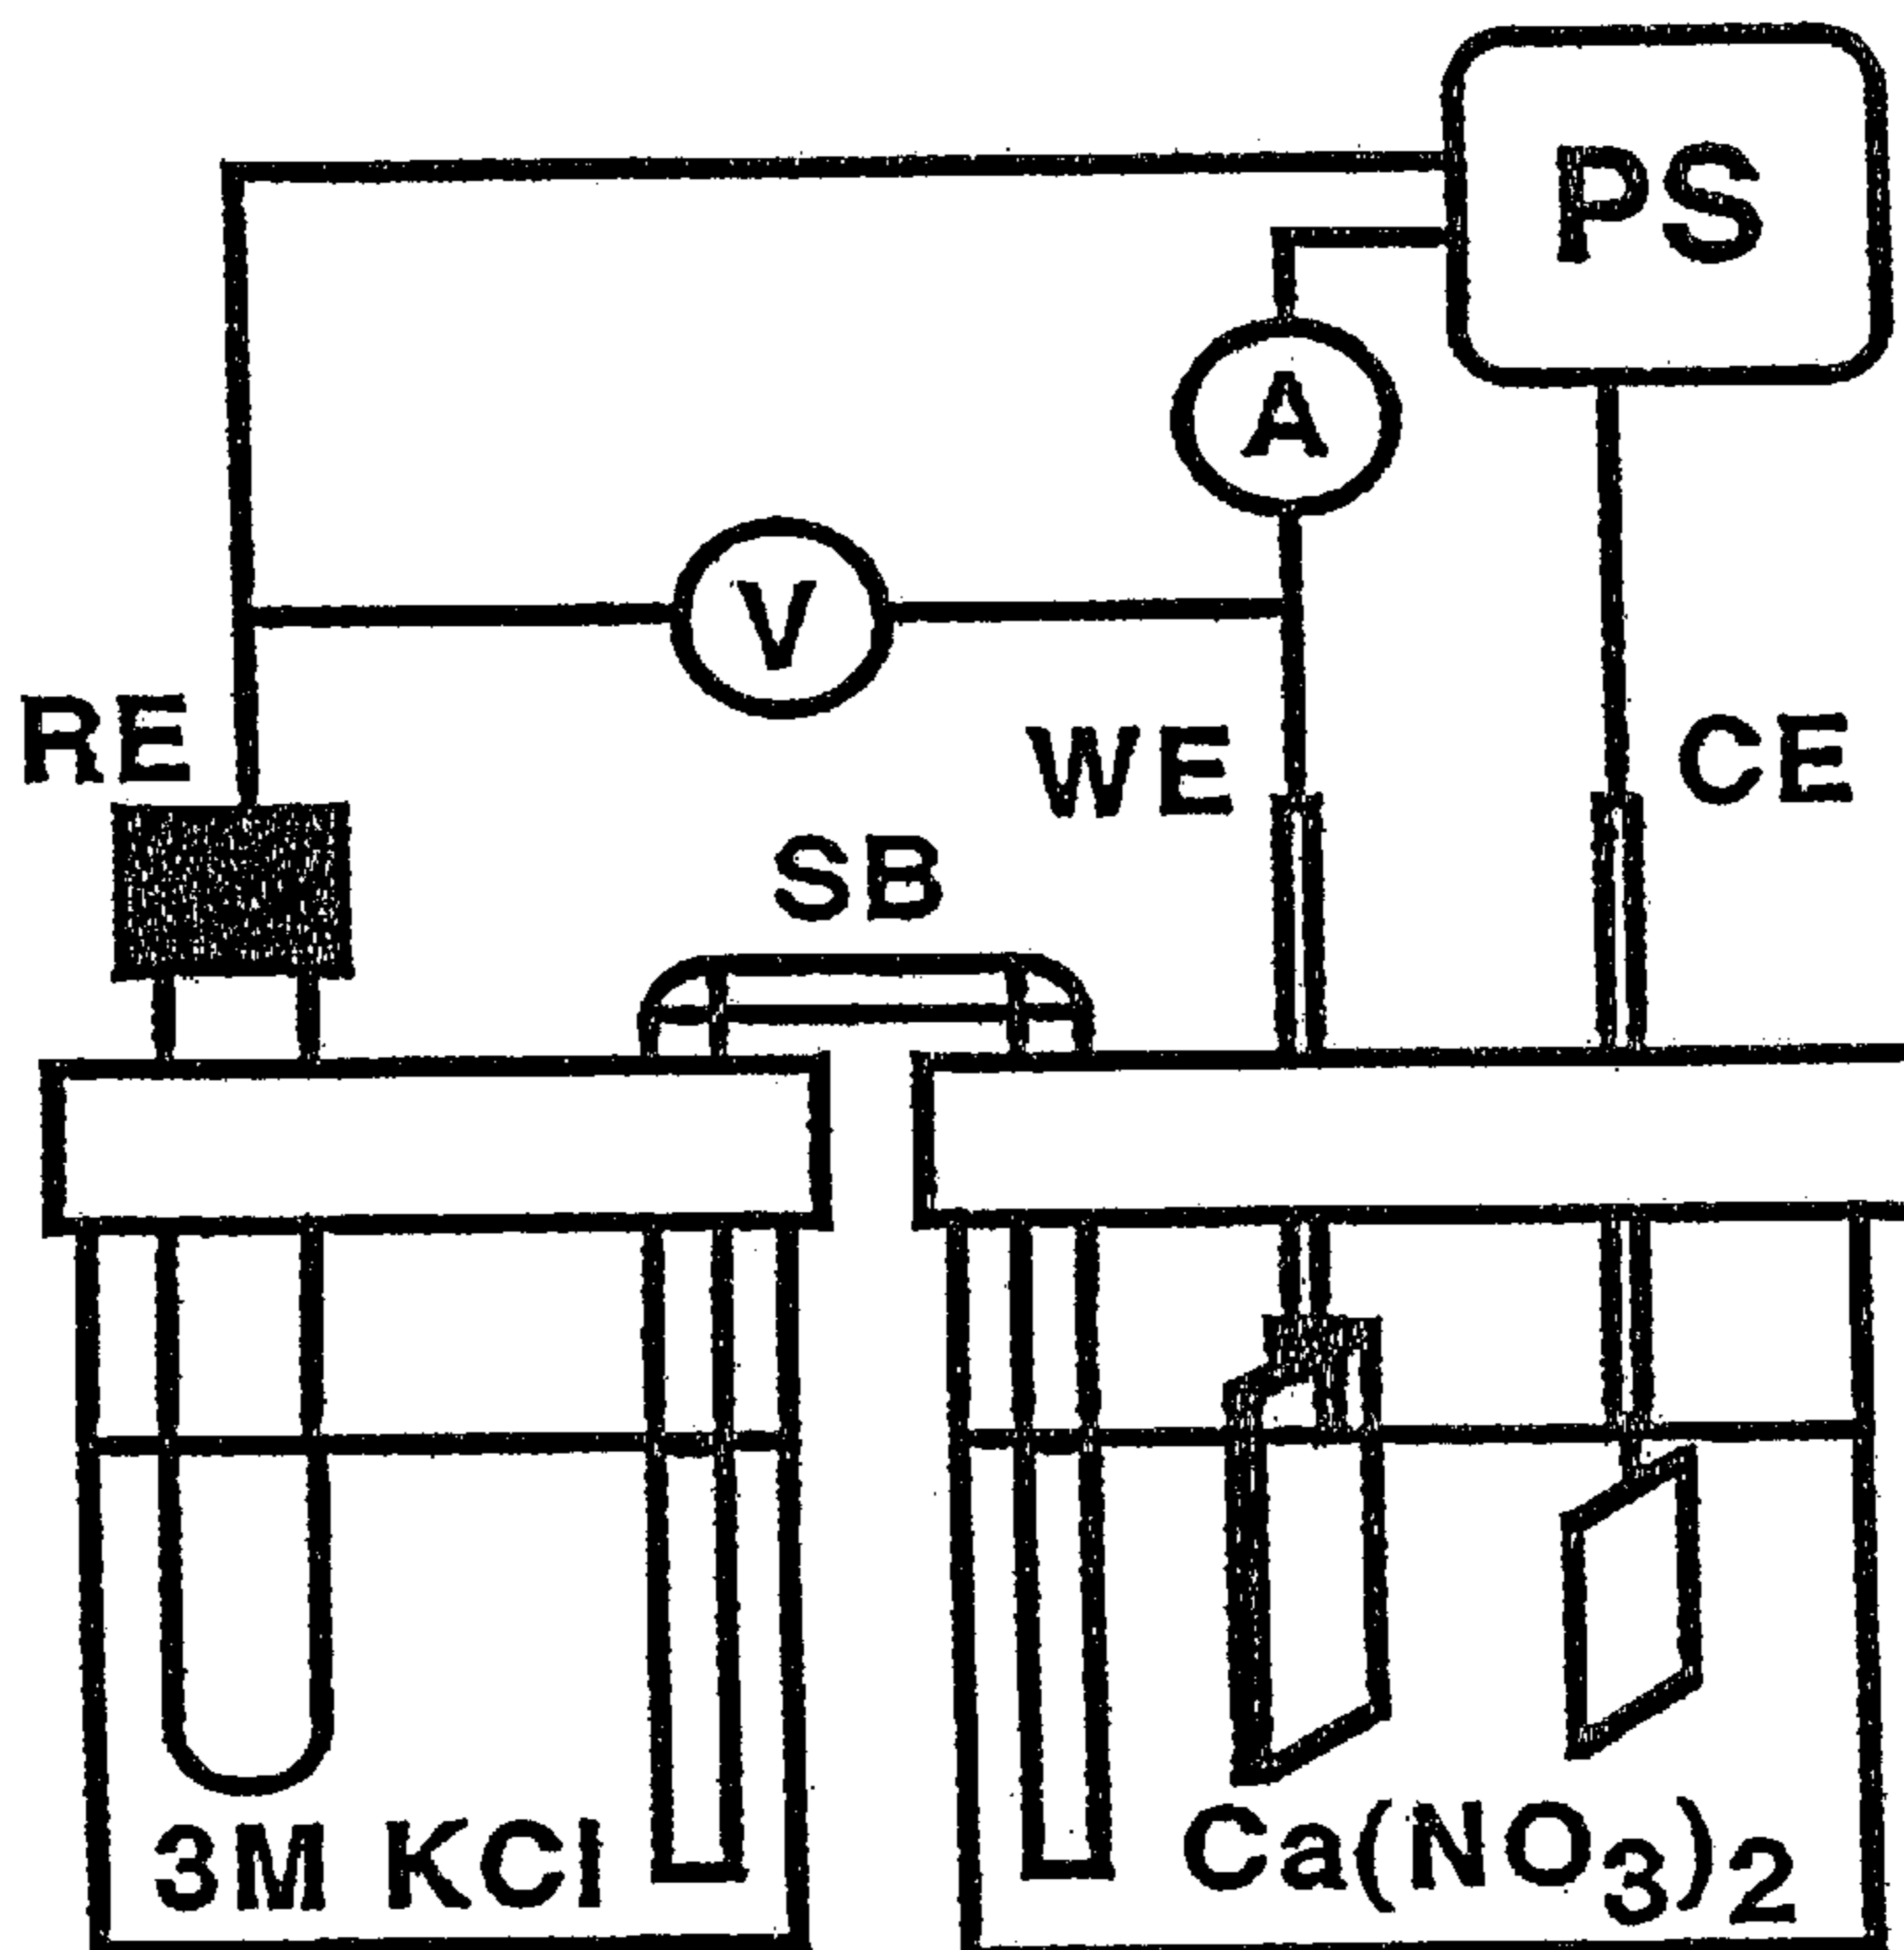 PS
A
V
RE
WE
CE
SB
3M KCl
Ca(NO3)2